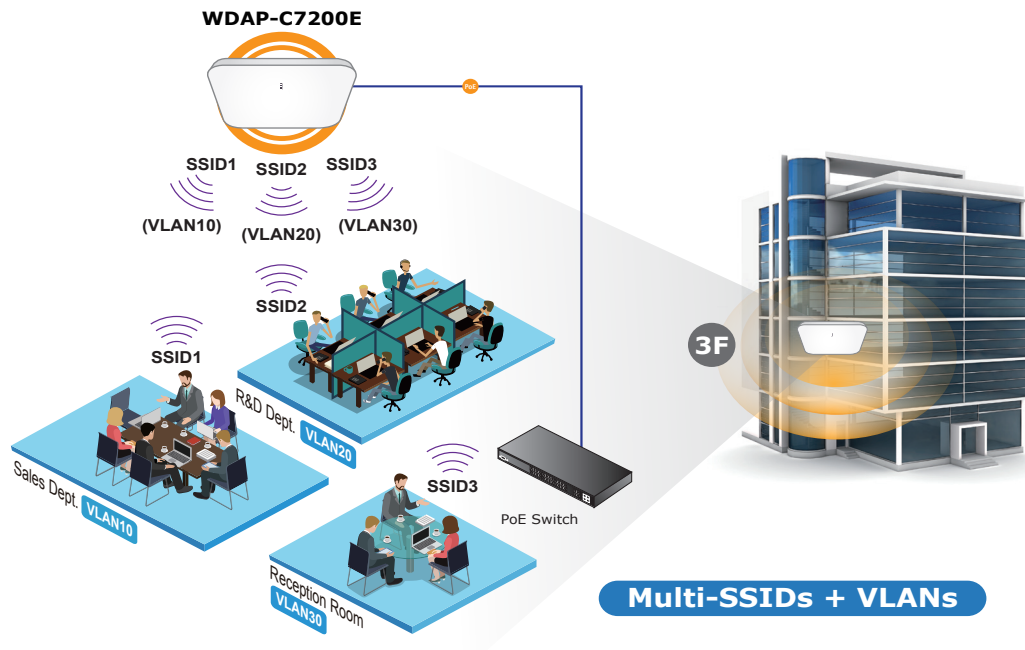 WDAP-C7200E
PoE
SSID1
SSID2
SSID3
(VLAN10)
(VLAN20)
(VLAN30)
SSID2
SSID1
3F
R&D Dept.
VLAN20
Sales Dept.
VLAN10
SSID3
PoE Switch
Reception Room
VLAN30
Multi-SSIDs + VLANs